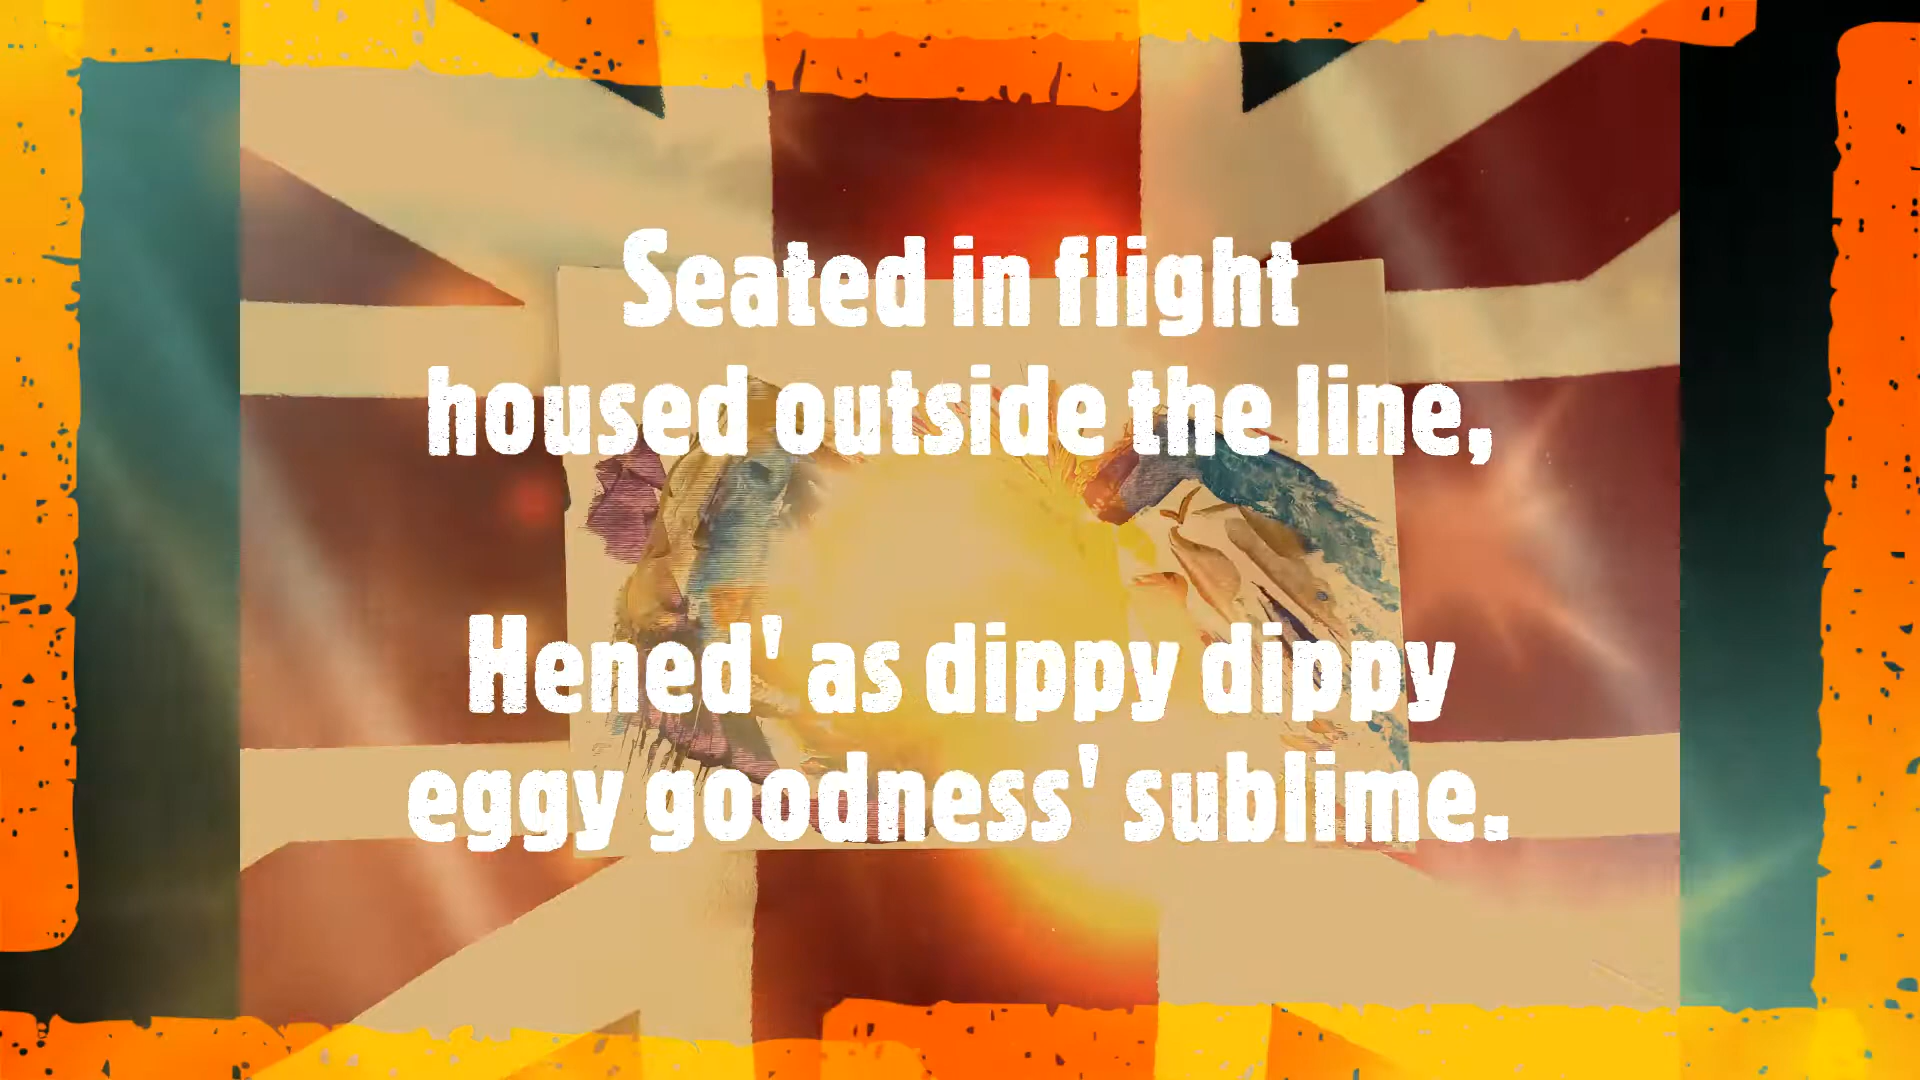 Seated in flight
housed outside the line,
Hened' as dippy dippy
eggy goodness' sublime.